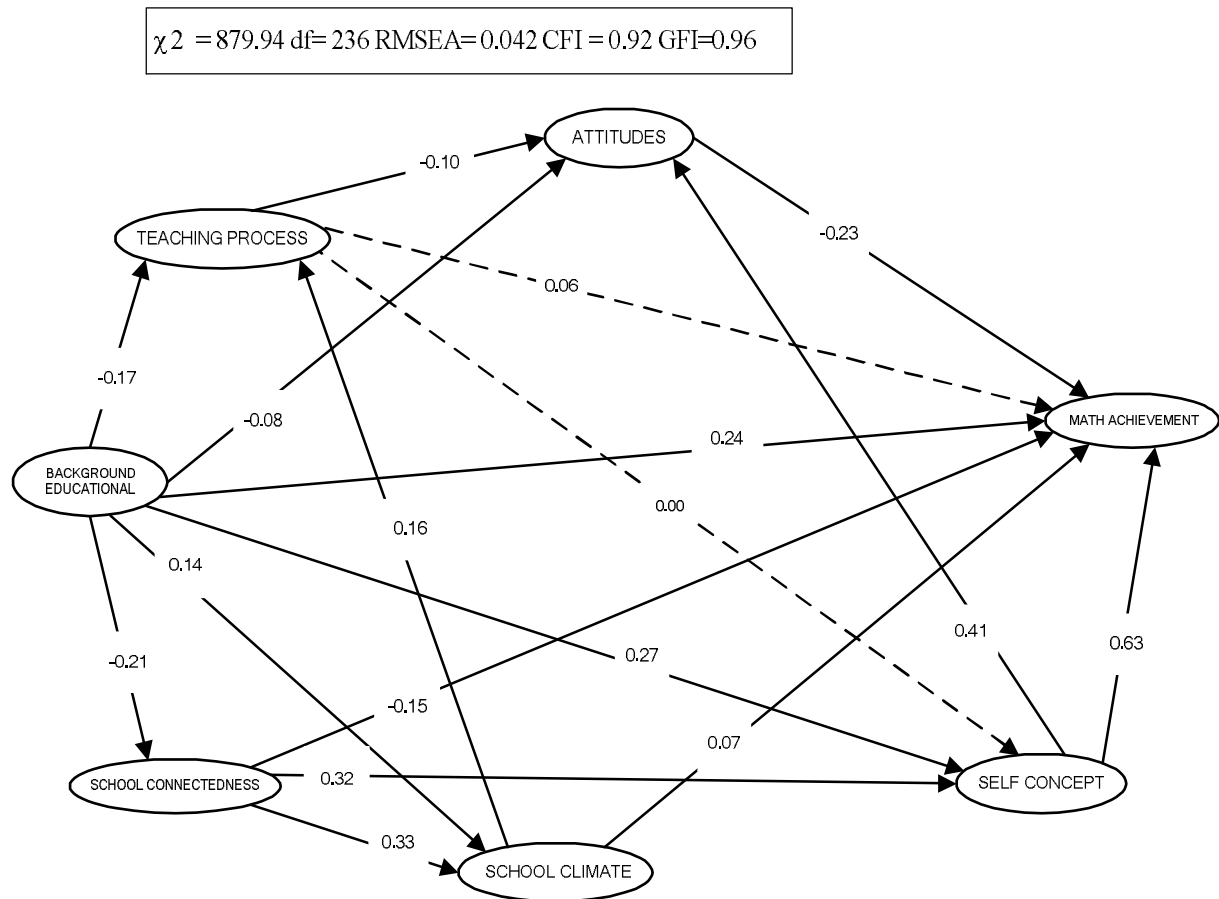 χ2 = 879.94 df= 236 RMSEA= 0.042 CFI = 0.92 GFI=0.96
ATTITUDES
-0.10
TEACHING PROCESS
-0.23
0.06
-0.17
-0.08
MATH ACHIEVEMENT
0.24
BACKGROUND
EDUCATIONAL
0.00
0.16
0.14
0.41
0.63
0.27
-0.21
-0.15
0.07
0.32
SCHOOL CONNECTEDNESS
SELF CONCEPT
0.33
SCHOOL CLIMATE